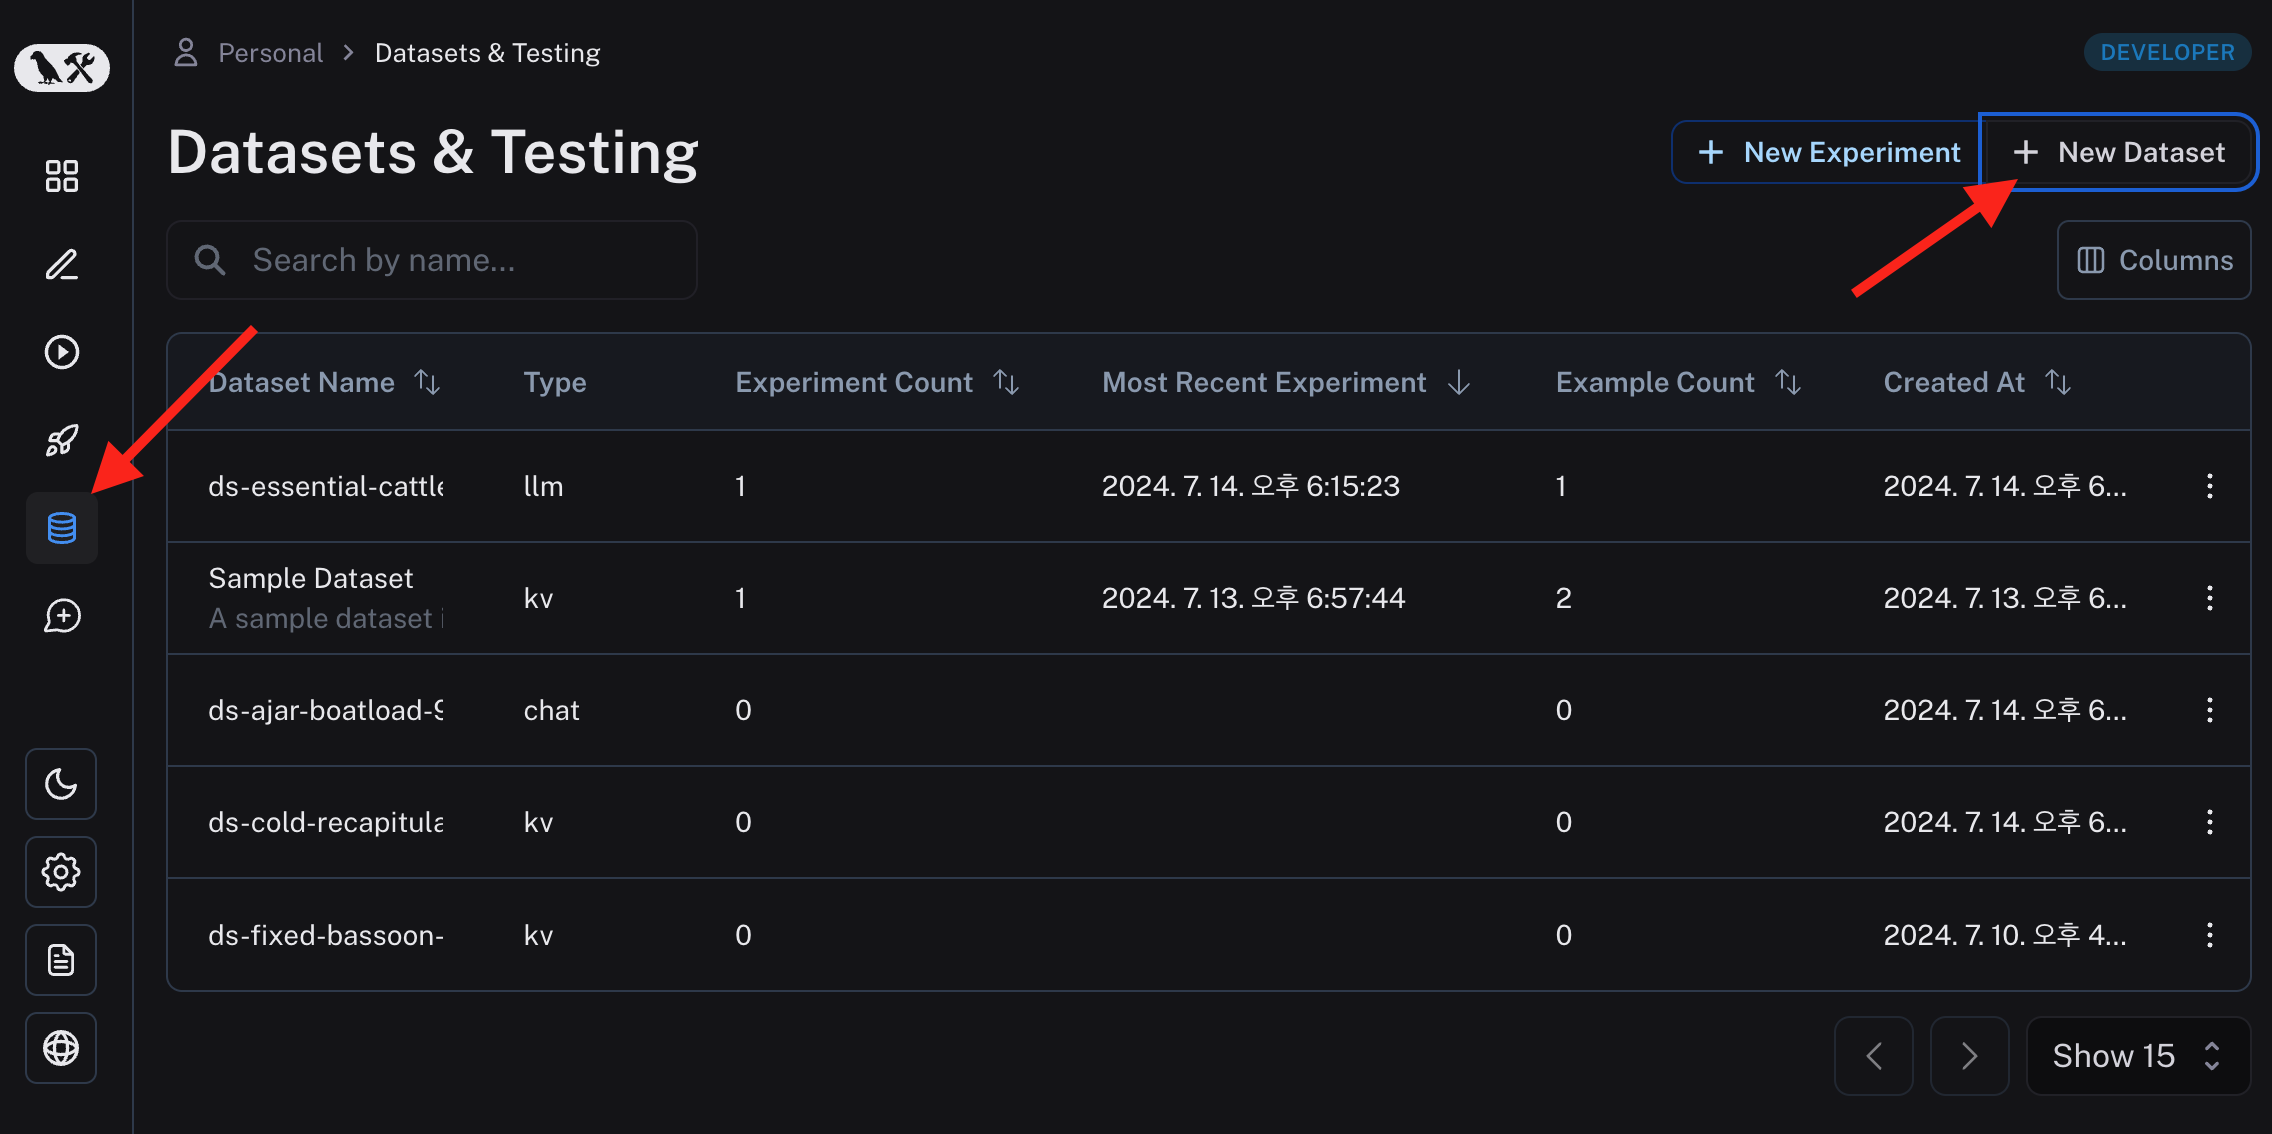 Personal > Datasets & Testing
DEVELOPER
Datasets & Testing
+ New Experiment
+ New Dataset
Search by name...
Columns
Dataset Name Type Experiment Count Most Recent Experiment Example Count Created At
ds-essential-cattle llm 1 2024. 7. 14. 오후 6:15:23 1 2024. 7. 14. 오후 6...
Sample Dataset kv 1 2024. 7. 13. 오후 6:57:44 2 2024. 7. 13. 오후 6...
A sample dataset
ds-ajar-boatload-9 chat 0 0 2024. 7. 14. 오후 6...
ds-cold-recapitula kv 0 0 2024. 7. 14. 오후 6...
ds-fixed-bassoon- kv 0 0 2024. 7. 10. 오후 4...
Show 15